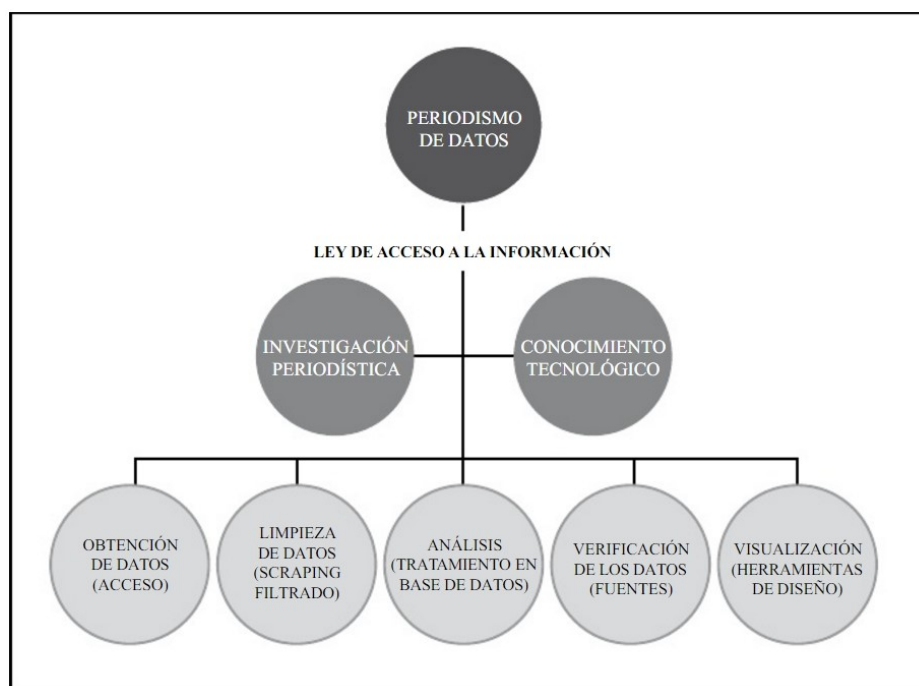 PERIODISMO
DE DATOS
LEY DE ACCESO A LA INFORMACIÓN
INVESTIGACIÓN
PERIODÍSTICA
CONOCIMIENTO
TECNOLÓGICO
OBTENCIÓN
DE DATOS
(ACCESO)
LIMPIEZA
DE DATOS
(SCRAPING
FILTRADO)
ANÁLISIS
(TRATAMIENTO EN
BASE DE DATOS)
VERIFICACIÓN
DE LOS DATOS
(FUENTES)
VISUALIZACIÓN
(HERRAMIENTAS
DE DISEÑO)